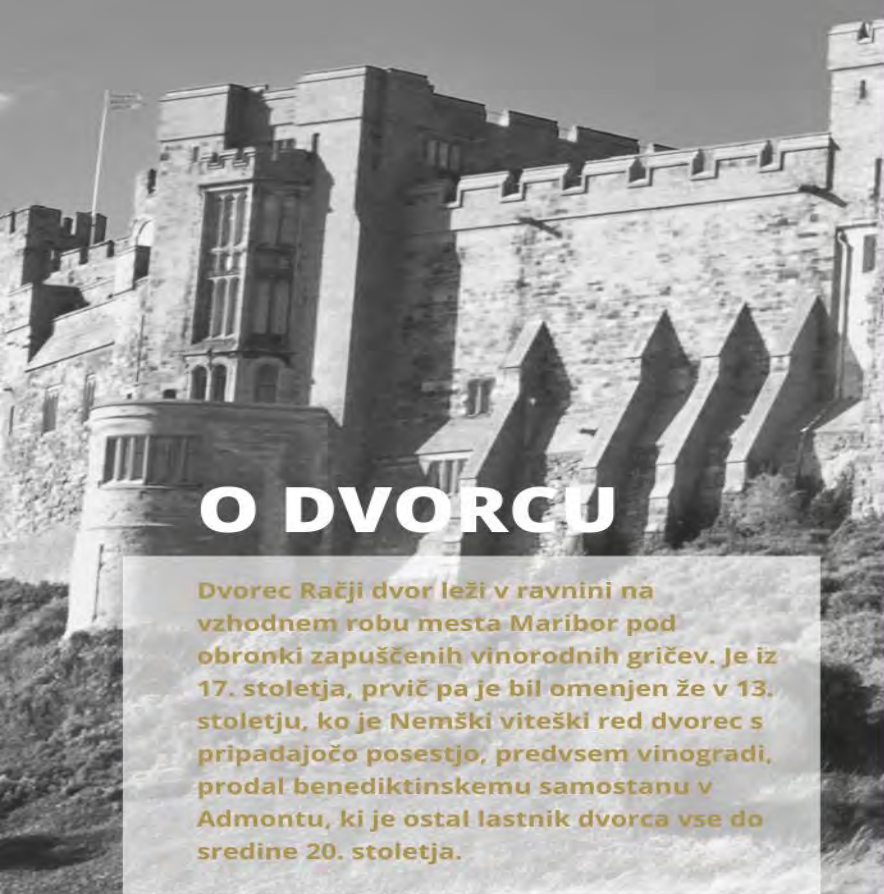 O DVORCU
Dvorec Račji dvor leži v ravnini na
vzhodnem robu mesta Maribor pod
obronki zapuščenih vinorodnih gričev. Je iz
17. stoletja, prvič pa je bil omenjen že v 13.
stoletju, ko je Nemški viteški red dvorec s
pripadajočo posestjo, predvsem vinogradi,
prodal benediktinskemu samostanu v
Admontu, ki je ostal lastnik dvorca vse do
sredine 20. stoletja.